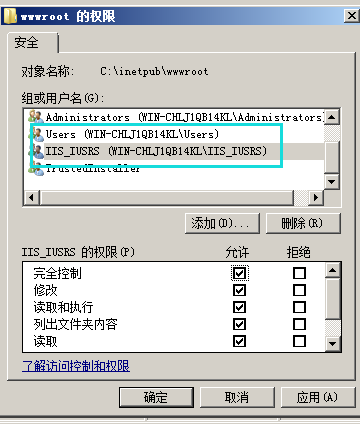 wwwroot 的权限
安全
对象名称: C:\inetpub\wwwroot
组或用户名(G):
Administrators (WIN-CHLJ1QB14KL\Administrators)
Users (WIN-CHLJ1QB14KL\Users)
IIS_IUSRS (WIN-CHLJ1QB14KL\IIS_IUSRS)
TrustedInstaller
添加(D)... 删除(R)
IIS_IUSRS 的权限(P) 允许 拒绝
完全控制
修改
读取和执行
列出文件夹内容
读取
了解访问控制和权限
确定 取消 应用(A)